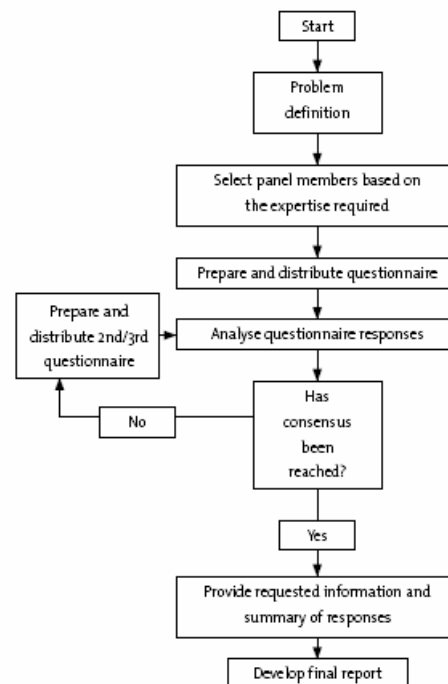 Start
Problem
definition
Select panel members based on
the expertise required
Prepare and distribute questionnaire
Prepare and
distribute 2nd/3rd
questionnaire
Analyse questionnaire responses
Has
consensus
been
reached?
No
Yes
Provide requested information and
summary of responses
Develop final report